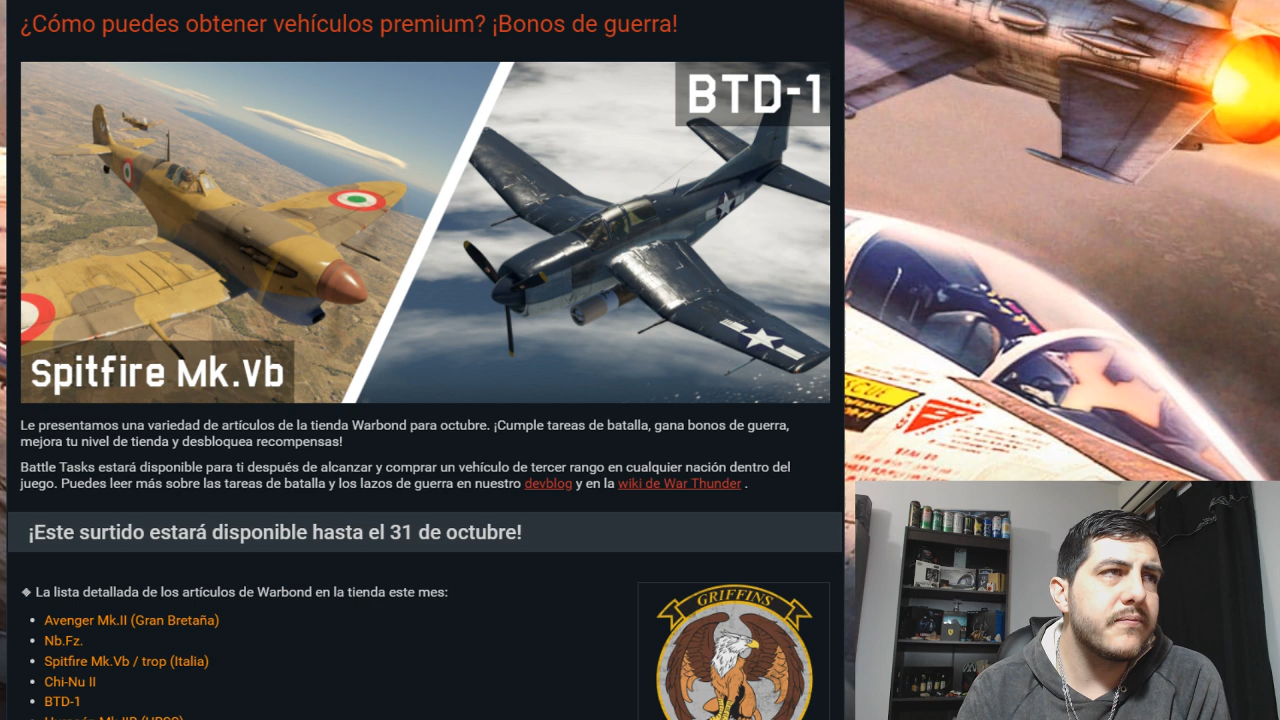 ¿Cómo puedes obtener vehículos premium? ¡Bonos de guerra!
BTD-1
Spitfire Mk.Vb
Le presentamos una variedad de artículos de la tienda Warbond para octubre. ¡Cumple tareas de batalla, gana bonos de guerra,
mejora tu nivel de tienda y desbloquea recompensas!
Battle Tasks estará disponible para ti después de alcanzar y comprar un vehículo de tercer rango en cualquier nación dentro del
juego. Puedes leer más sobre las tareas de batalla y los lazos de guerra en nuestro devblog y en la wiki de War Thunder .
¡Este surtido estará disponible hasta el 31 de octubre!
❖ La lista detallada de los artículos de Warbond en la tienda este mes:
• Avenger Mk.II (Gran Bretaña)
• Nb.Fz.
• Spitfire Mk.Vb / trop (Italia)
• Chi-Nu II
• BTD-1
GRIFFINS